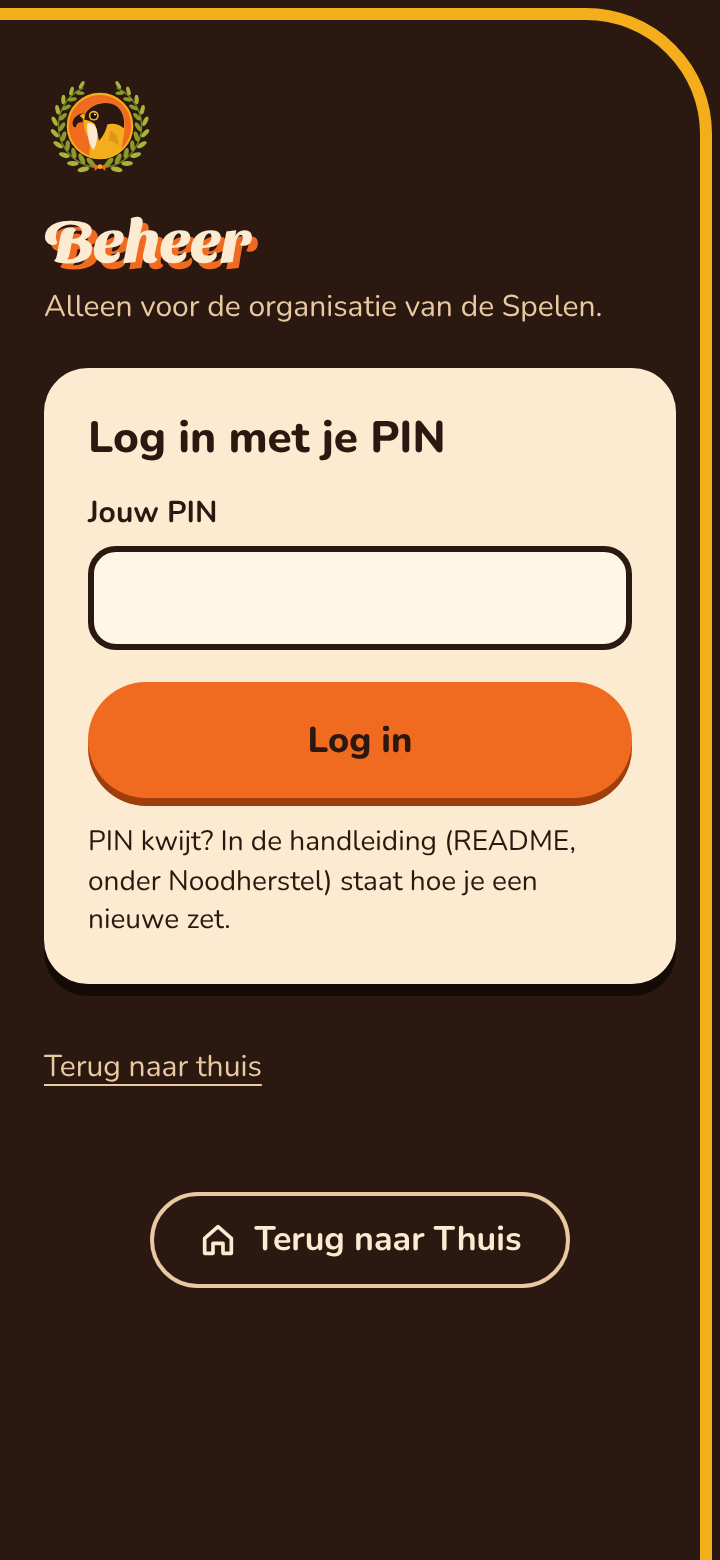 Beheer
Alleen voor de organisatie van de Spelen.
Log in met je PIN
Jouw PIN
Log in
PIN kwijt? In de handleiding (README,
onder Noodherstel) staat hoe je een
nieuwe zet.
Terug naar thuis
Terug naar Thuis